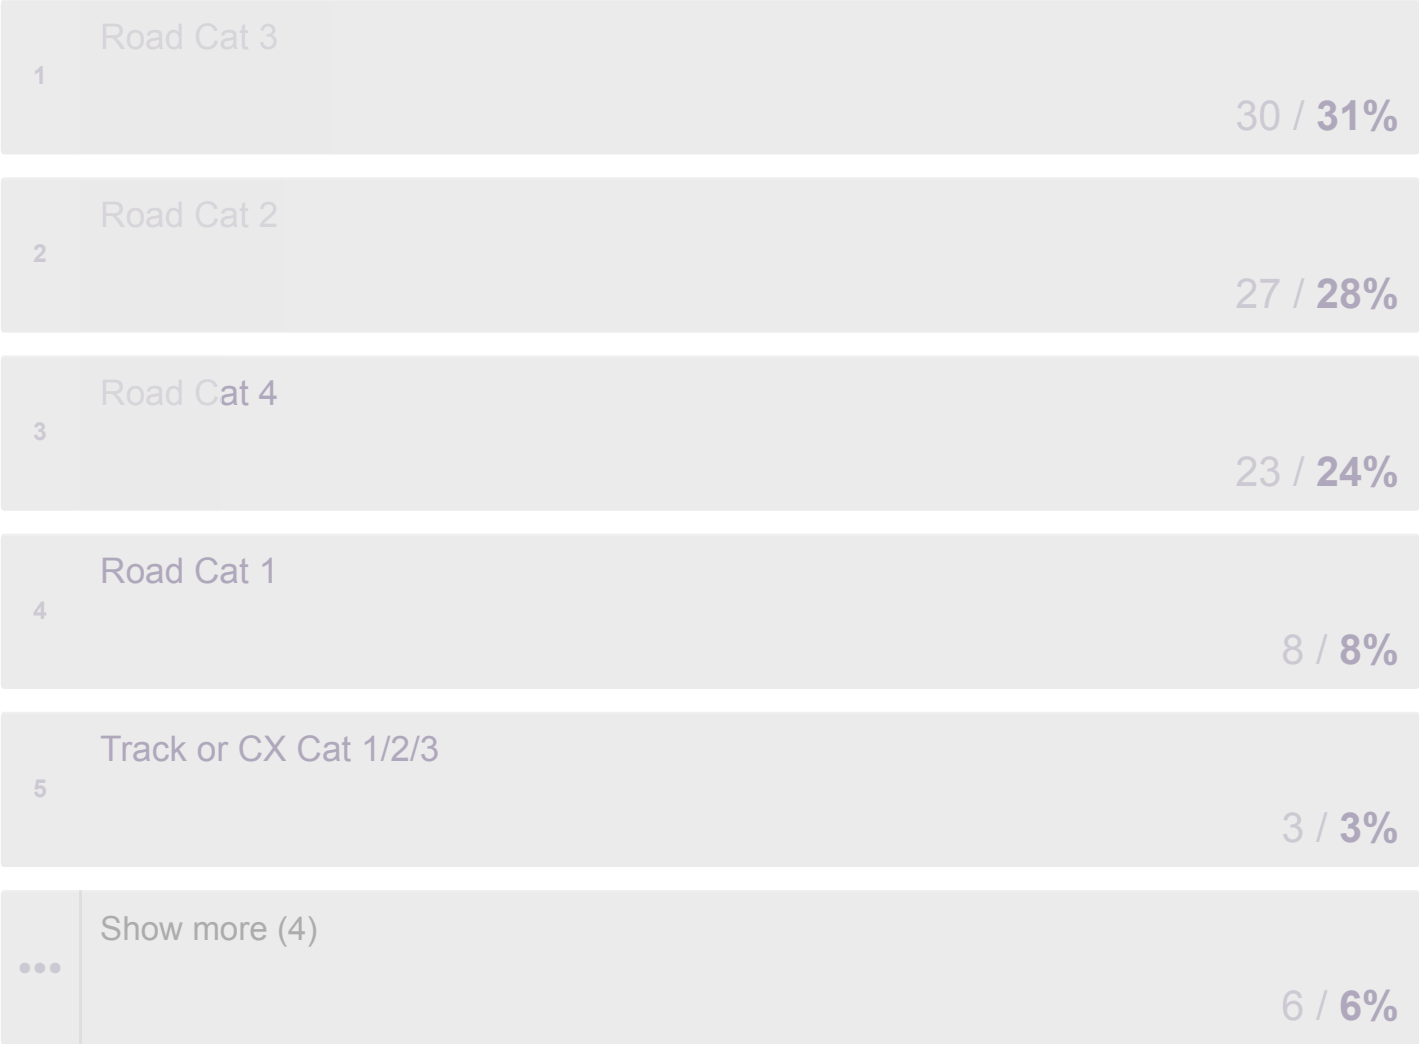 Road Cat 3
1
30 / 31%
Road Cat 2
2
27 / 28%
Road Cat 4
3
23 / 24%
Road Cat 1
4
8 / 8%
Track or CX Cat 1/2/3
5
3 / 3%
Show more (4)
•••
6 / 6%